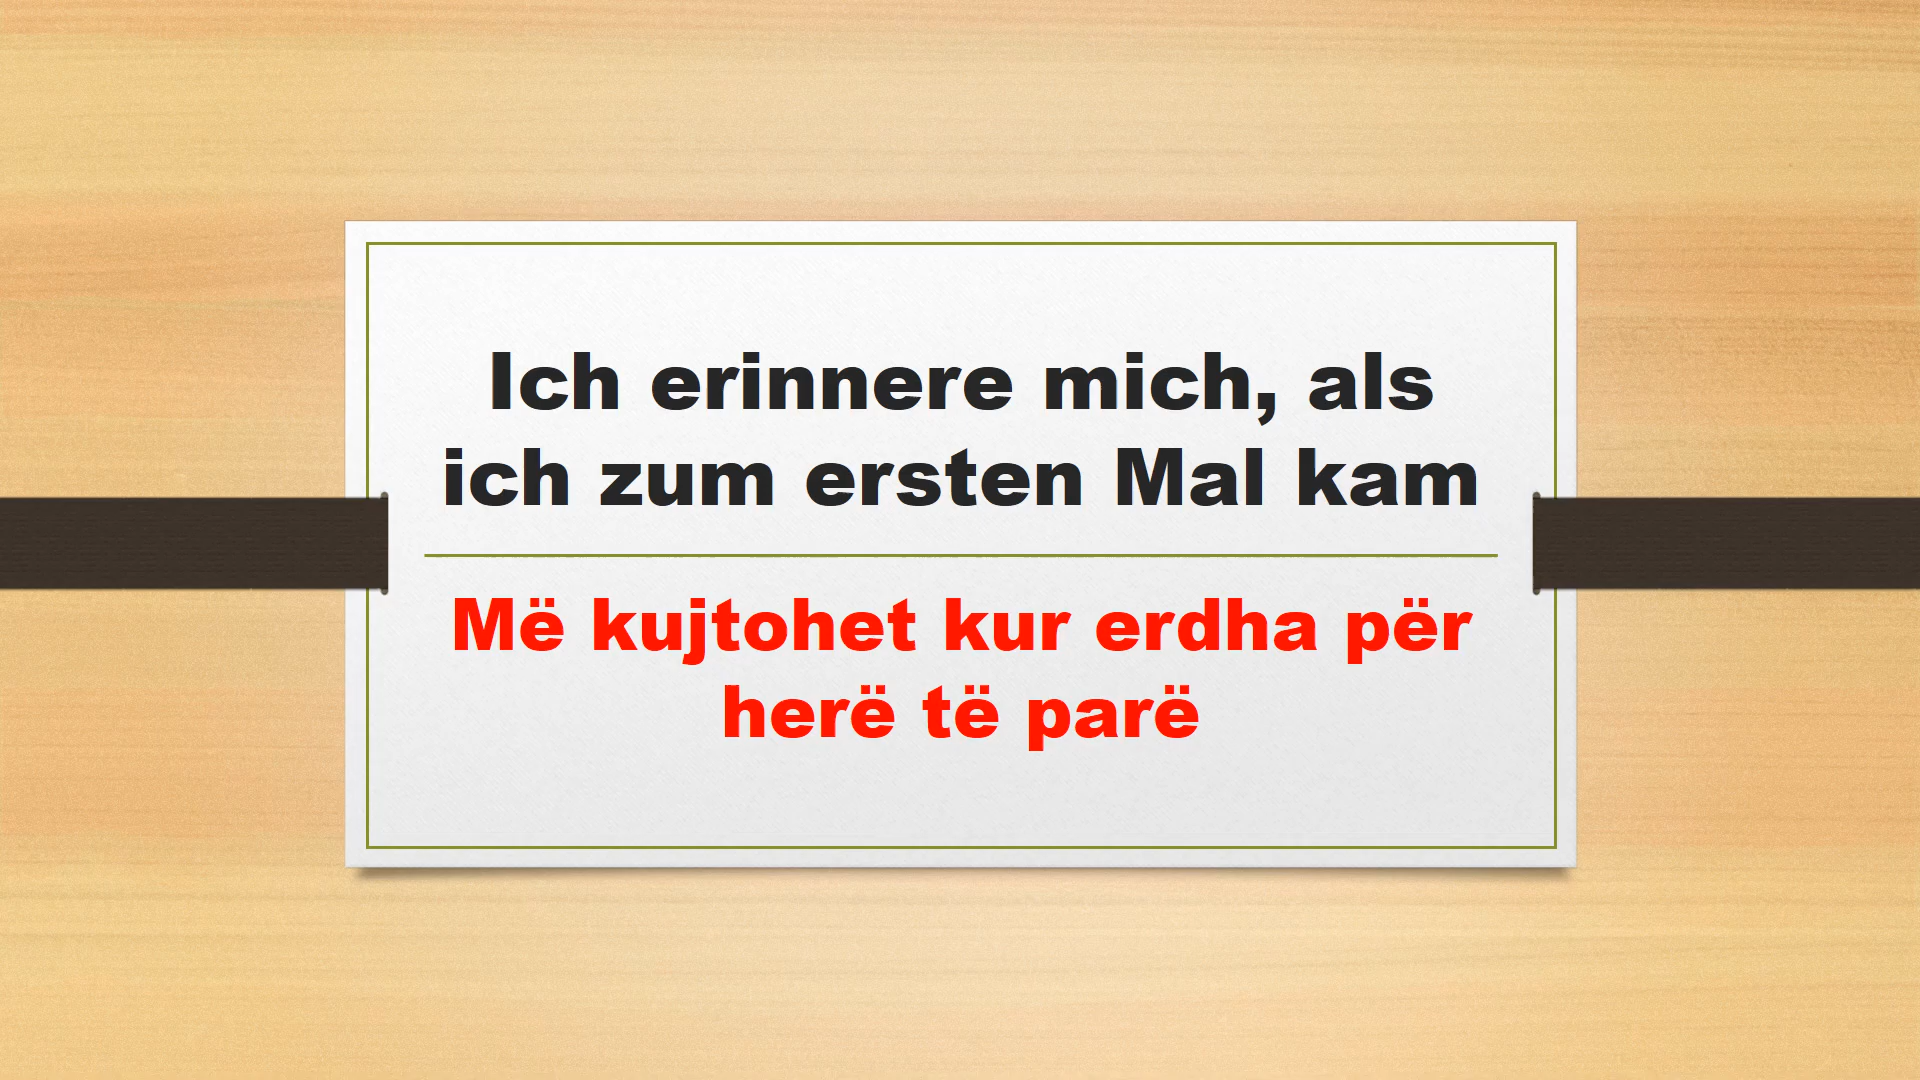 Ich erinnere mich, als
ich zum ersten Mal kam
Më kujtohet kur erdha për
herë të parë